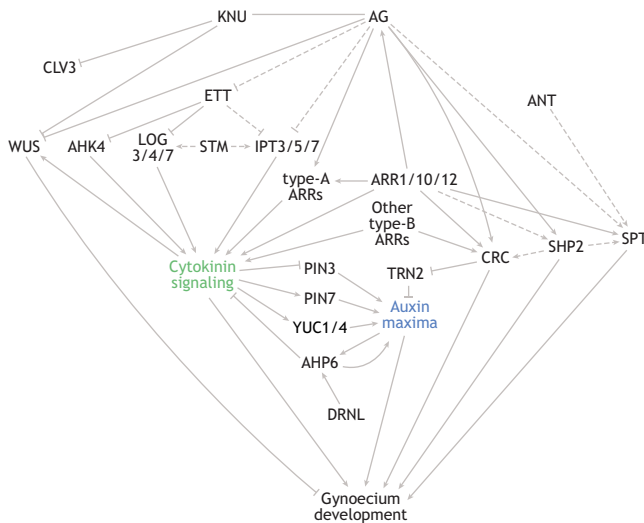 KNU
AG
CLV3
ETT
ANT
WUS
AHK4
LOG
3/4/7
STM
IPT3/5/7
type-A
ARRs
ARR1/10/12
Other
type-B
ARRs
SPT
SHP2
CRC
Cytokinin
signaling
PIN3
TRN2
PIN7
Auxin
maxima
YUC1/4
AHP6
DRNL
Gynoecium
development